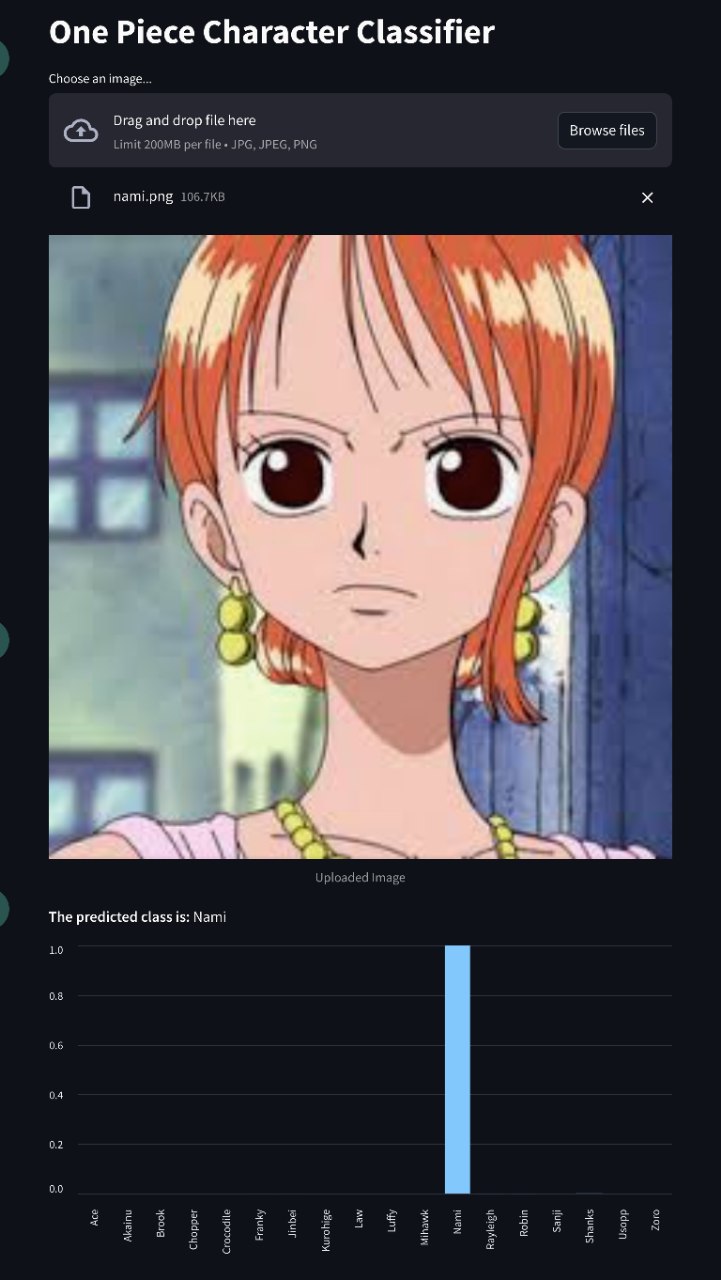 One Piece Character Classifier
Choose an image...
Drag and drop file here
Limit 200MB per file • JPG, JPEG, PNG
Browse files
nami.png 106.7KB
Uploaded Image
The predicted class is: Nami
1.0
0.8
0.6
0.4
0.2
0.0
Ace
Akainu
Brook
Chopper
Crocodile
Franky
Jinbei
Kurohige
Law
Luffy
Mihawk
Nami
Rayleigh
Robin
Sanji
Shanks
Usopp
Zoro